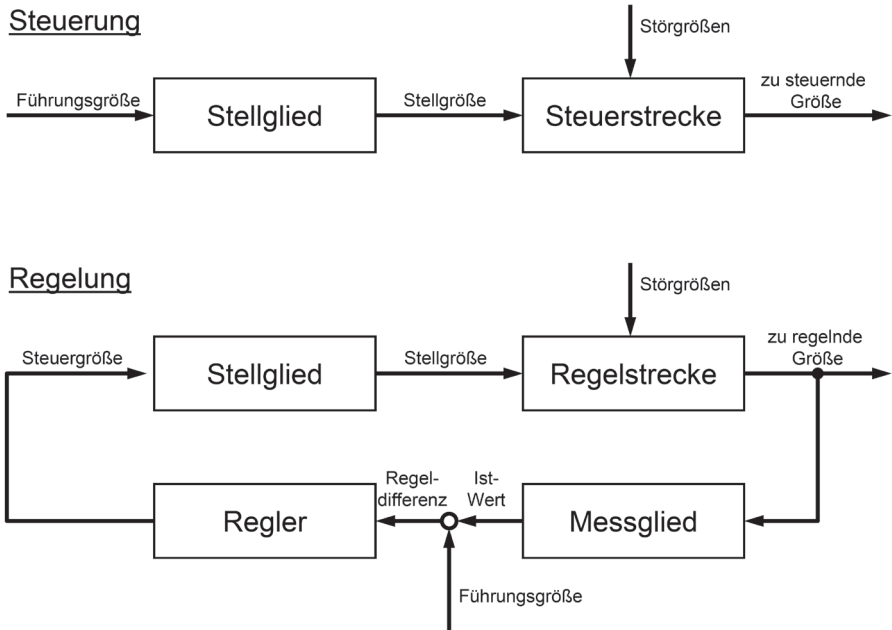 Steuerung
Störgrößen
Führungsgröße
Stellglied
Stellgröße
Steuerstrecke
zu steuernde
Größe
Regelung
Störgrößen
Steuergröße
Stellglied
Stellgröße
Regelstrecke
zu regelnde
Größe
Regler
Regel-
differenz
Ist-
Wert
Messglied
Führungsgröße